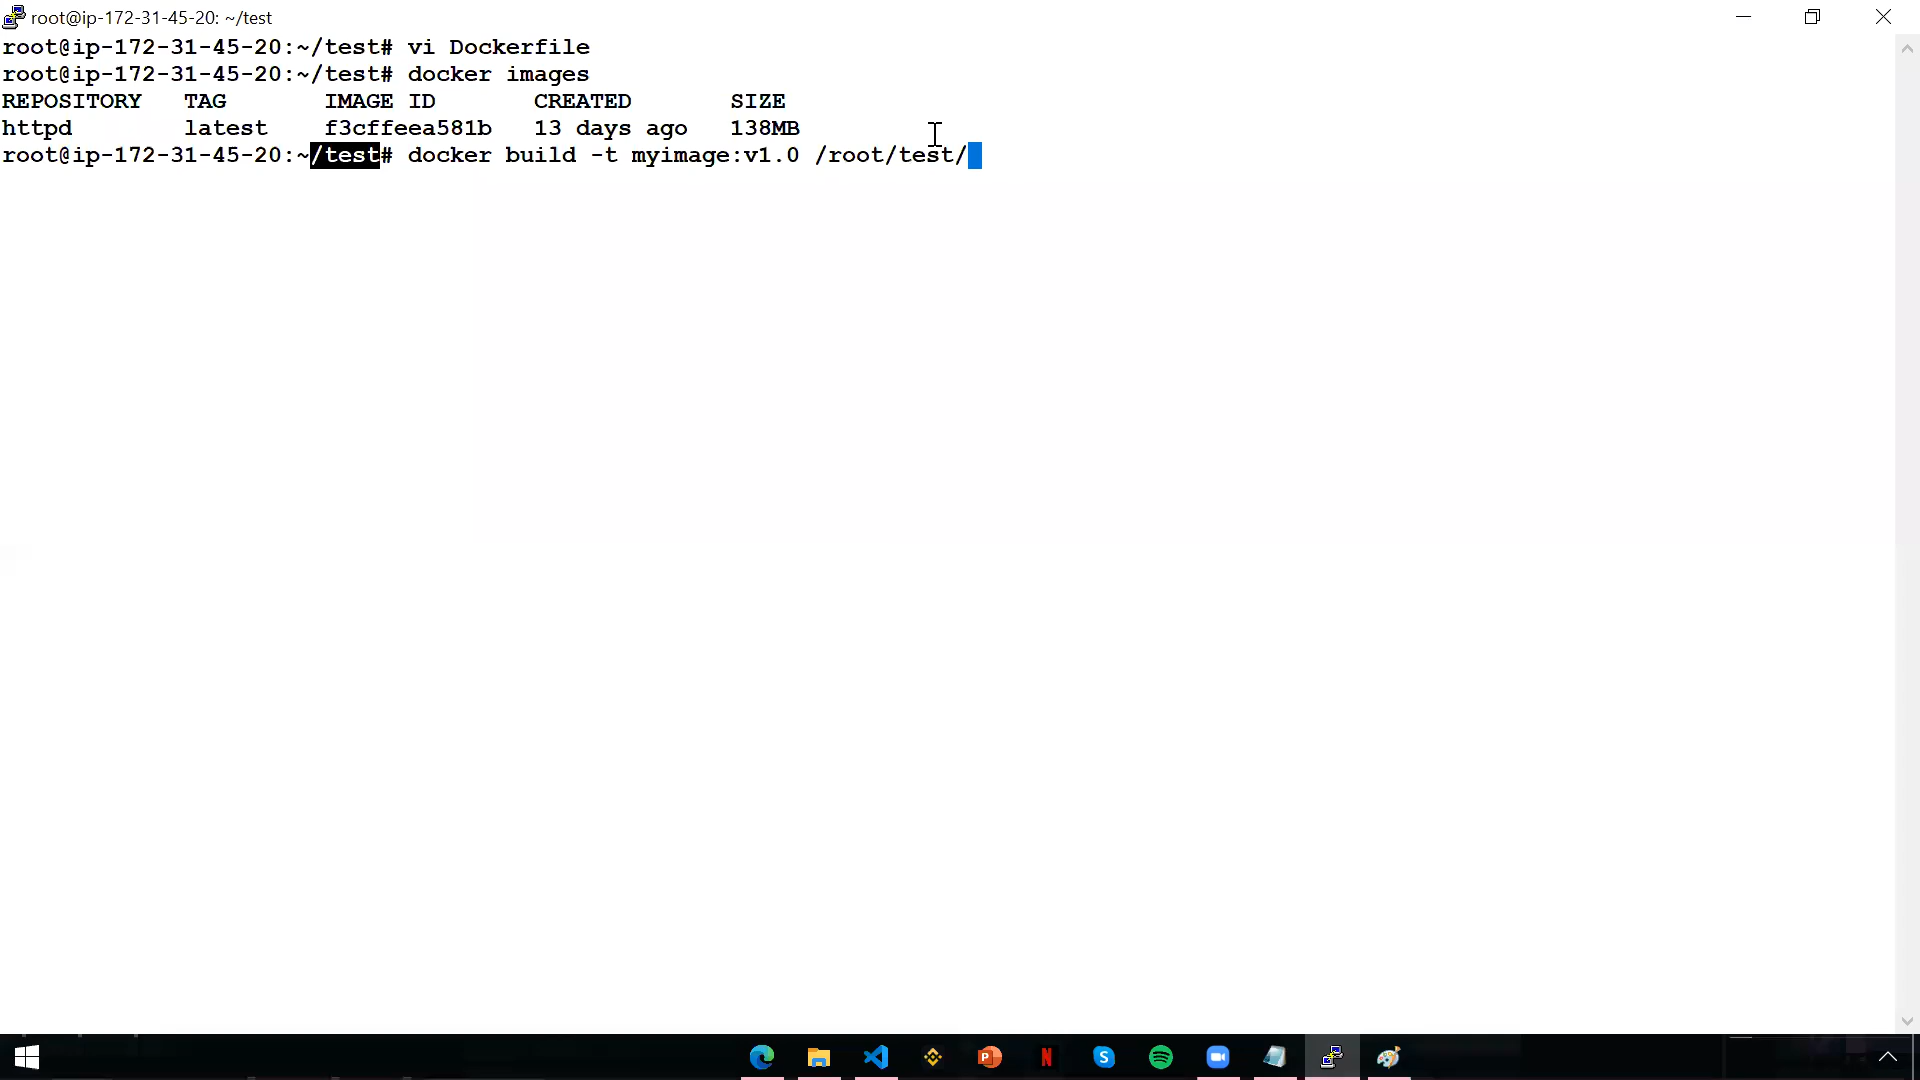 root@ip-172-31-45-20: ~/test
root@ip-172-31-45-20:~/test# vi Dockerfile
root@ip-172-31-45-20:~/test# docker images
REPOSITORY   TAG       IMAGE ID       CREATED       SIZE
httpd        latest    f3cffeea581b   13 days ago   138MB
root@ip-172-31-45-20:~/test# docker build -t myimage:v1.0 /root/test/